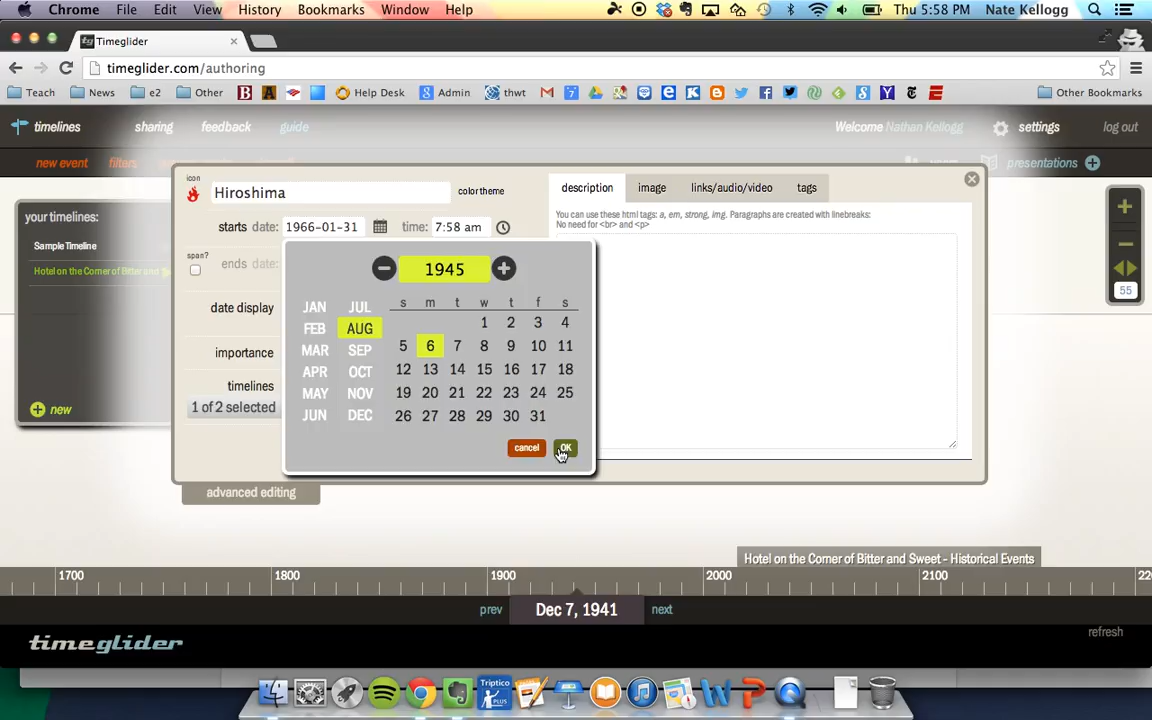 Chrome File Edit View History Bookmarks Window Help Thu 5:58 PM Nate Kellogg
Timeglider
timeglider.com/authoring
Teach News e2 Other Help Desk Admin thwt Other Bookmarks
timelines sharing feedback guide Welcome Nathan Kellogg settings log out
new event filters presentations
icon
Hiroshima color theme
description image links/audio/video tags
You can use these html tags: a, em, strong, img. Paragraphs are created with linebreaks:
No need for <br> and <p>
starts date: 1966-01-31 time: 7:58 am
your timelines:
Sample Timeline
Hotel on the Corner of Bitter and
span?
ends date:
date display
importance
timelines
1 of 2 selected
new
1945
JAN JUL s m t w t f s
FEB AUG 1 2 3 4
MAR SEP 5 6 7 8 9 10 11
APR OCT 12 13 14 15 16 17 18
MAY NOV 19 20 21 22 23 24 25
JUN DEC 26 27 28 29 30 31
cancel OK
55
advanced editing
Hotel on the Corner of Bitter and Sweet - Historical Events
1700 1800 1900 2000 2100 220
prev Dec 7, 1941 next
refresh
timeglider
Triptico
PLUS